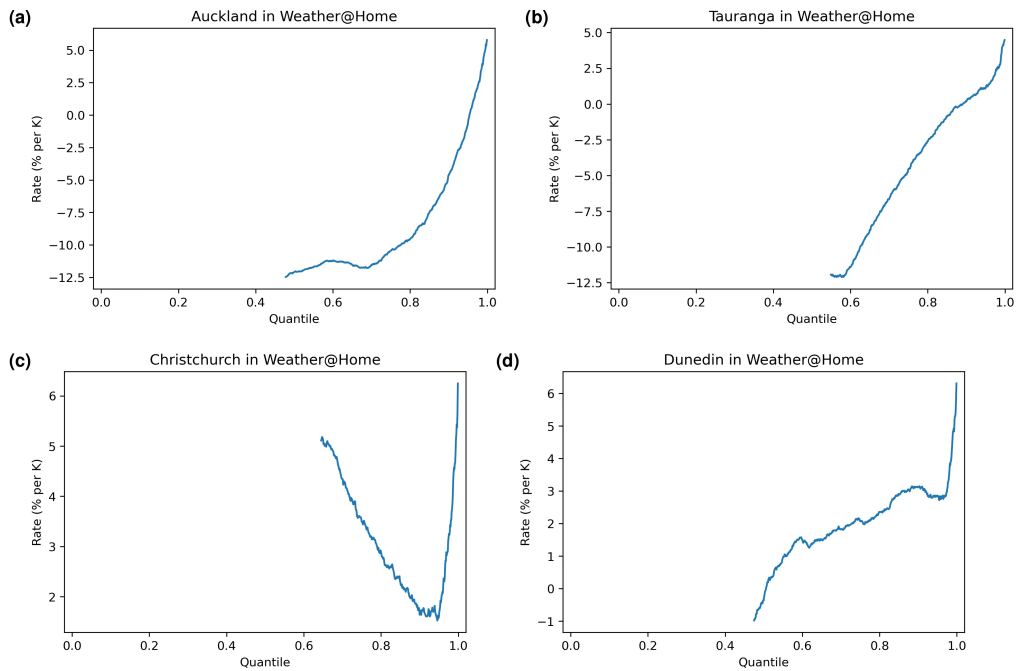 (a)
Auckland in Weather@Home
5.0
2.5
0.0
−2.5
−5.0
−7.5
−10.0
−12.5
Rate (% per K)
0.0 0.2 0.4 0.6 0.8 1.0
Quantile
(b)
Tauranga in Weather@Home
5.0
2.5
0.0
−2.5
−5.0
−7.5
−10.0
−12.5
Rate (% per K)
0.0 0.2 0.4 0.6 0.8 1.0
Quantile
(c)
Christchurch in Weather@Home
6
5
4
3
2
Rate (% per K)
0.0 0.2 0.4 0.6 0.8 1.0
Quantile
(d)
Dunedin in Weather@Home
6
5
4
3
2
1
0
−1
Rate (% per K)
0.0 0.2 0.4 0.6 0.8 1.0
Quantile